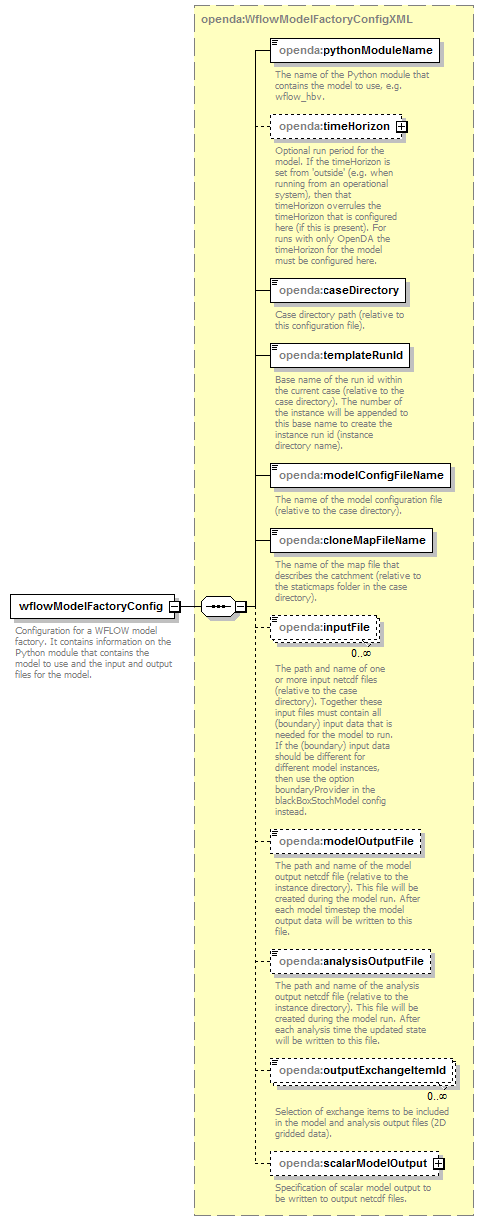 openda:WflowModelFactoryConfigXML
openda:pythonModuleName
The name of the Python module that
contains the model to use, e.g.
wflow_hbv.
openda:timeHorizon
Optional run period for the
model. If the timeHorizon is
set from 'outside' (e.g. when
running from an operational
system), then that
timeHorizon overrules the
timeHorizon that is configured
here (if this is present). For
runs with only OpenDA the
timeHorizon for the model
must be configured here.
openda:caseDirectory
Case directory path (relative to
this configuration file).
openda:templateRunId
Base name of the run id within
the current case (relative to the
case directory). The number of
the instance will be appended to
this base name to create the
instance run id (instance
directory name).
openda:modelConfigFileName
The name of the model configuration file
(relative to the case directory).
openda:cloneMapFileName
The name of the map file that
describes the catchment (relative to
the staticmaps folder in the case
directory).
wflowModelFactoryConfig
Configuration for a WFLOW model
factory. It contains information on the
Python module that contains the
model to use and the input and output
files for the model.
openda:inputFile
0..∞
The path and name of one
or more input netcdf files
(relative to the case
directory). Together these
input files must contain all
(boundary) input data that is
needed for the model to run.
If the (boundary) input data
should be different for
different model instances,
then use the option
boundaryProvider in the
blackBoxStochModel config
instead.
openda:modelOutputFile
The path and name of the model
output netcdf file (relative to the
instance directory). This file will be
created during the model run. After
each model timestep the model
output data will be written to this
file.
openda:analysisOutputFile
The path and name of the analysis
output netcdf file (relative to the
instance directory). This file will be
created during the model run. After
each analysis time the updated state
will be written to this file.
openda:outputExchangeItemId
0..∞
Selection of exchange items to be included
in the model and analysis output files (2D
gridded data).
openda:scalarModelOutput
Specification of scalar model output to
be written to output netcdf files.